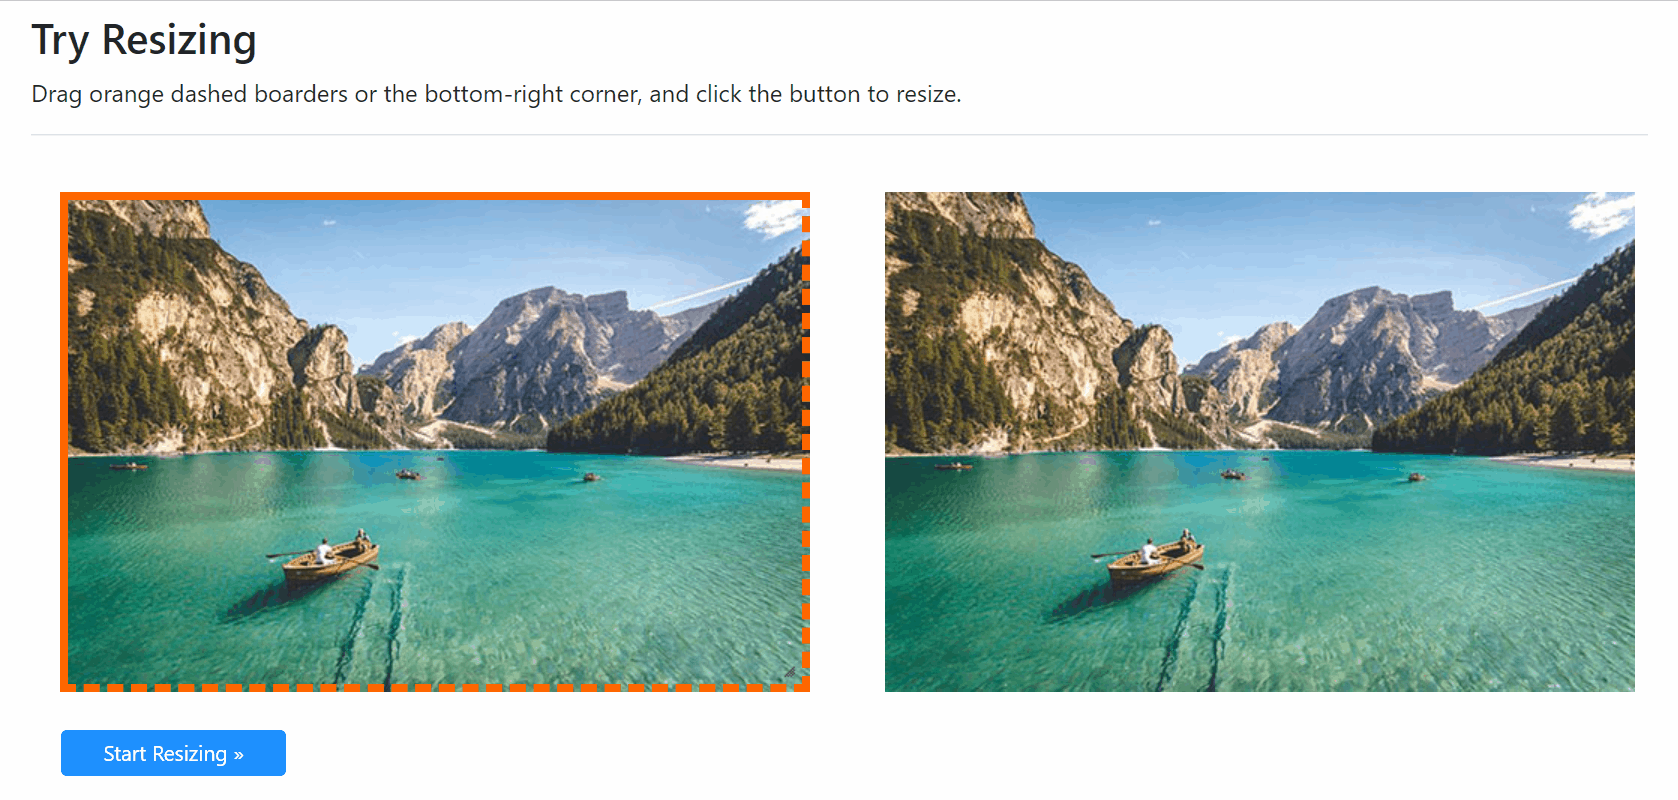 Try Resizing
Drag orange dashed boarders or the bottom-right corner, and click the button to resize.
Start Resizing »